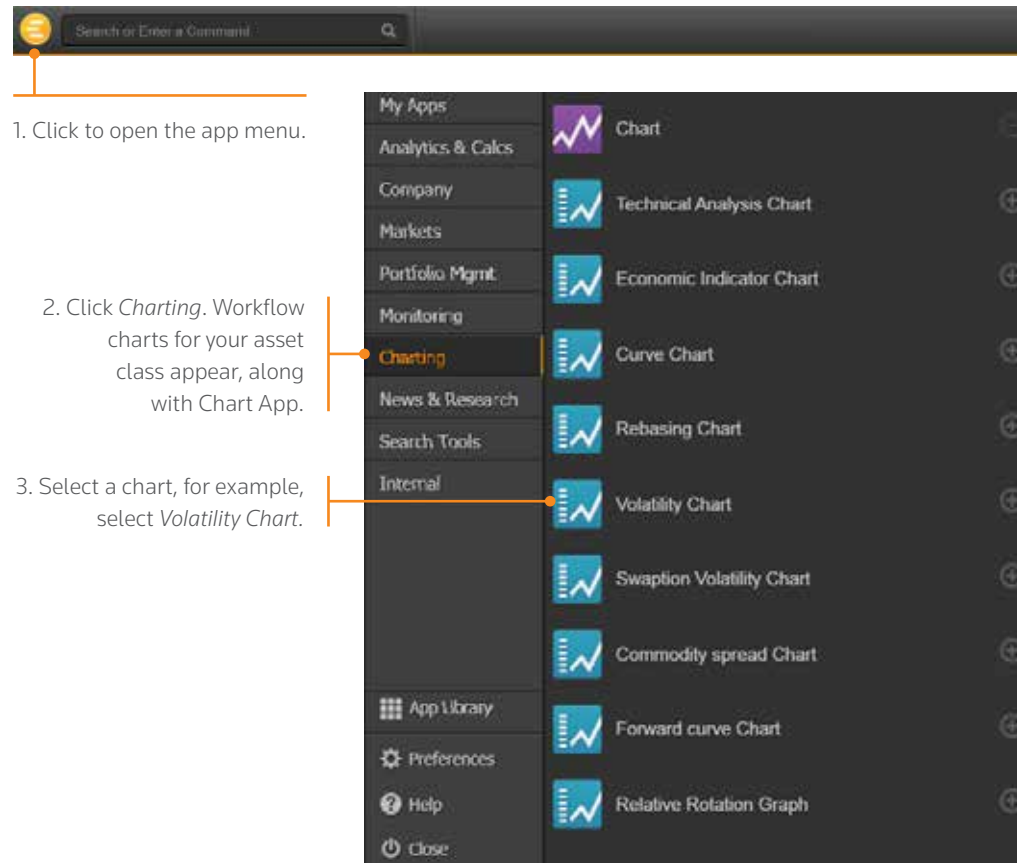 Search or Enter a Command
1. Click to open the app menu.
2. Click Charting. Workflow
charts for your asset
class appear, along
with Chart App.
3. Select a chart, for example,
select Volatility Chart.
My Apps
Analytics & Calcs
Company
Markets
Portfolio Mgmt
Monitoring
Charting
News & Research
Search Tools
Internal
App Library
Preferences
Help
Close
Chart
Technical Analysis Chart
Economic Indicator Chart
Curve Chart
Rebasing Chart
Volatility Chart
Swaption Volatility Chart
Commodity spread Chart
Forward curve Chart
Relative Rotation Graph